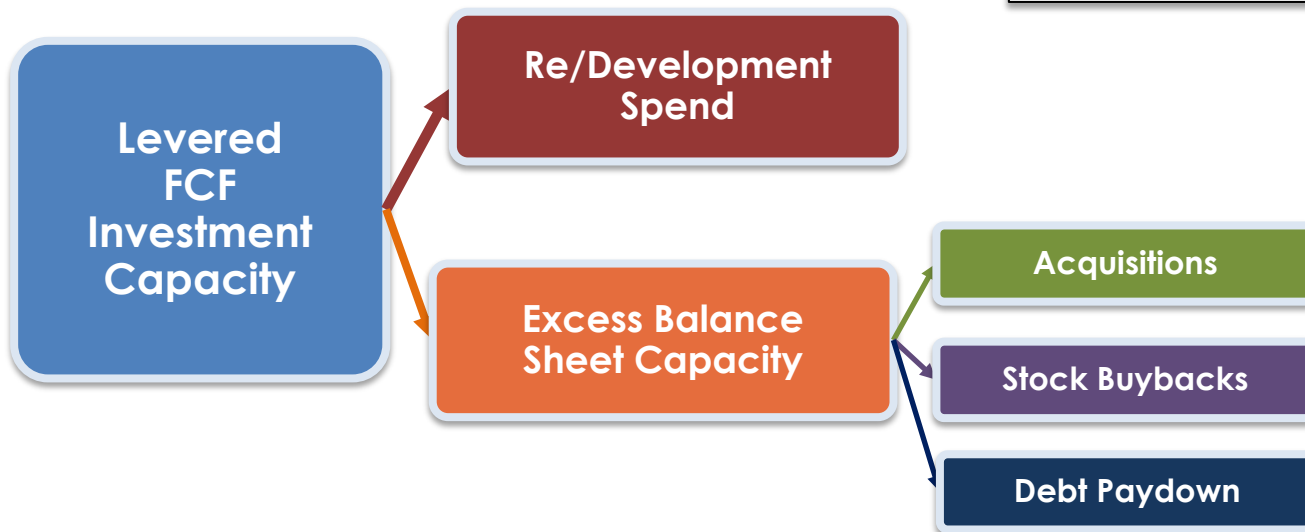 Levered
FCF
Investment
Capacity
Re/Development
Spend
Excess Balance
Sheet Capacity
Acquisitions
Stock Buybacks
Debt Paydown